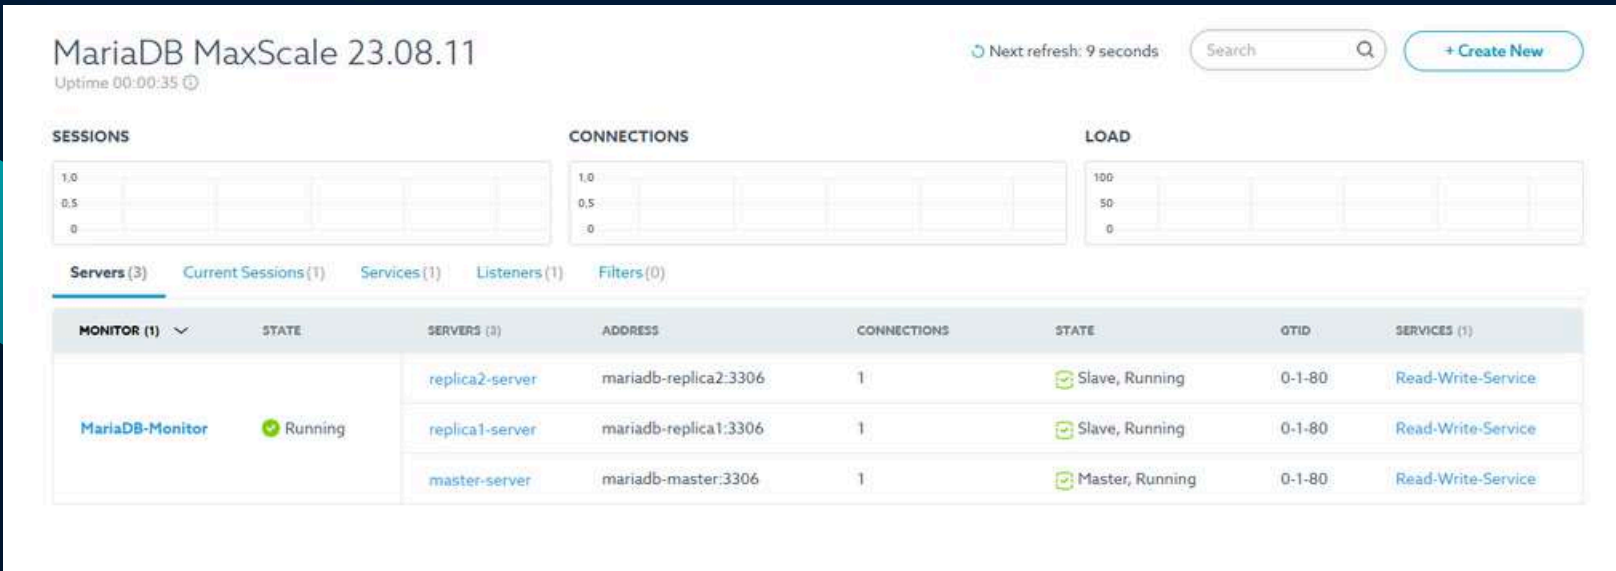 MariaDB MaxScale 23.08.11
Uptime 00:00:35
Next refresh: 9 seconds
Search
+ Create New
SESSIONS CONNECTIONS LOAD
1,0 1,0 100
0,5 0,5 50
0 0 0
Servers (3) Current Sessions (1) Services (1) Listeners (1) Filters (0)
MONITOR (1) STATE SERVERS (3) ADDRESS CONNECTIONS STATE GTID SERVICES (1)
replica2-server mariadb-replica2:3306 1 Slave, Running 0-1-80 Read-Write-Service
MariaDB-Monitor Running replica1-server mariadb-replica1:3306 1 Slave, Running 0-1-80 Read-Write-Service
master-server mariadb-master:3306 1 Master, Running 0-1-80 Read-Write-Service